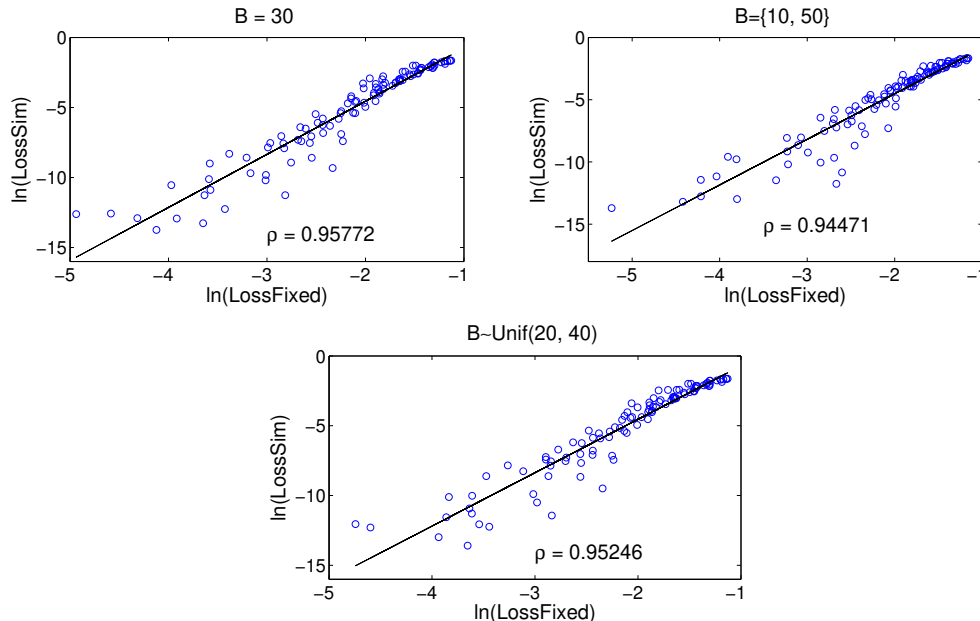 B = 30
0
−5
−10
−15
ln(LossSim)
ρ = 0.95772
−5 −4 −3 −2 −1
ln(LossFixed)
B={10, 50}
0
−5
−10
−15
ln(LossSim)
ρ = 0.94471
−5 −4 −3 −2 −1
ln(LossFixed)
B~Unif(20, 40)
0
−5
−10
−15
ln(LossSim)
ρ = 0.95246
−5 −4 −3 −2 −1
ln(LossFixed)